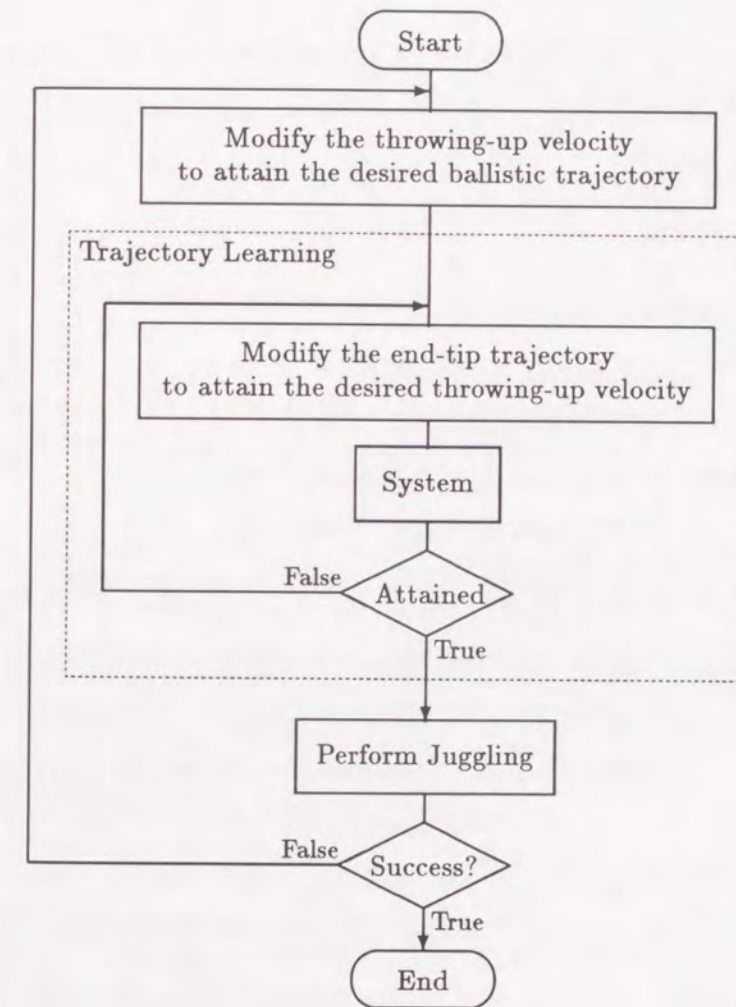 Start
Modify the throwing-up velocity
to attain the desired ballistic trajectory
Trajectory Learning
Modify the end-tip trajectory
to attain the desired throwing-up velocity
System
False
Attained
True
Perform Juggling
False
Success?
True
End